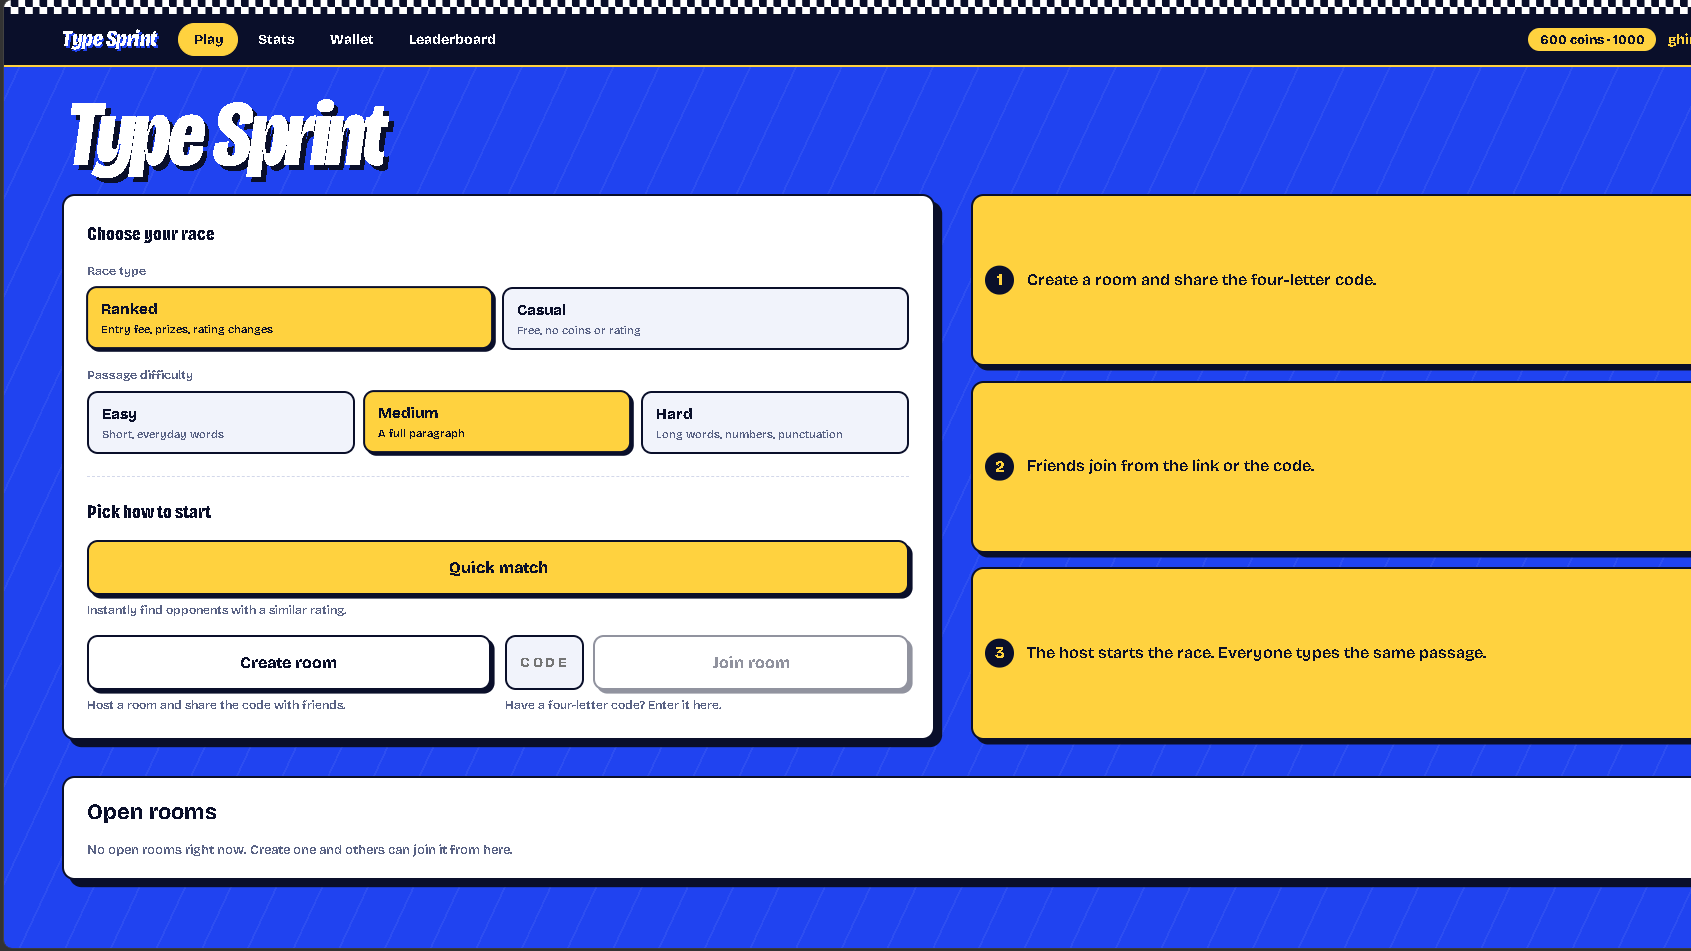 Type Sprint
Play
Stats
Wallet
Leaderboard
600 coins · 1000
Type Sprint
Choose your race
Race type
Ranked
Entry fee, prizes, rating changes
Casual
Free, no coins or rating
Passage difficulty
Easy
Short, everyday words
Medium
A full paragraph
Hard
Long words, numbers, punctuation
Pick how to start
Quick match
Instantly find opponents with a similar rating.
Create room
Host a room and share the code with friends.
CODE
Join room
Have a four-letter code? Enter it here.
1 Create a room and share the four-letter code.
2 Friends join from the link or the code.
3 The host starts the race. Everyone types the same passage.
Open rooms
No open rooms right now. Create one and others can join it from here.